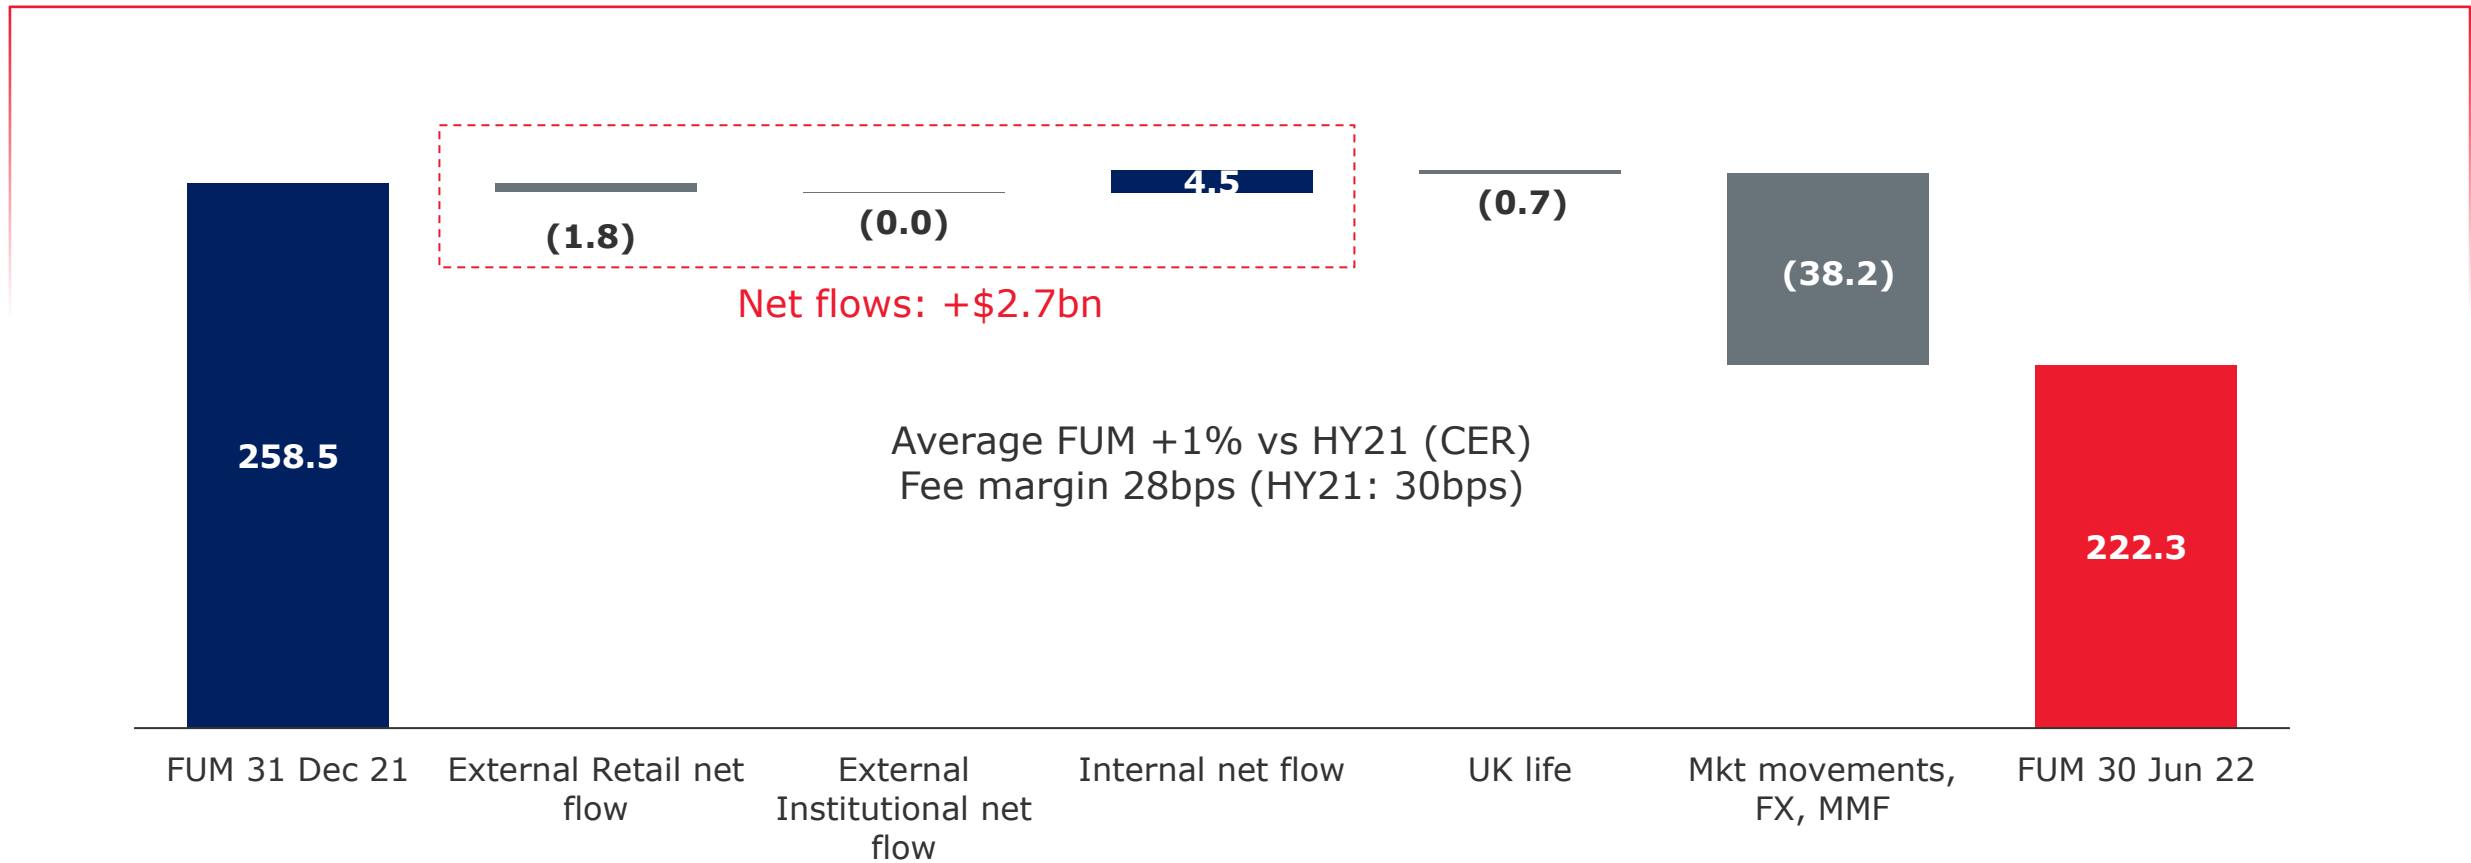 4.5
(1.8)
(0.0)
(0.7)
(38.2)
Net flows: +$2.7bn
258.5
Average FUM +1% vs HY21 (CER)
Fee margin 28bps (HY21: 30bps)
222.3
FUM 31 Dec 21
External Retail net
flow
External
Institutional net
flow
Internal net flow
UK life
Mkt movements,
FX, MMF
FUM 30 Jun 22